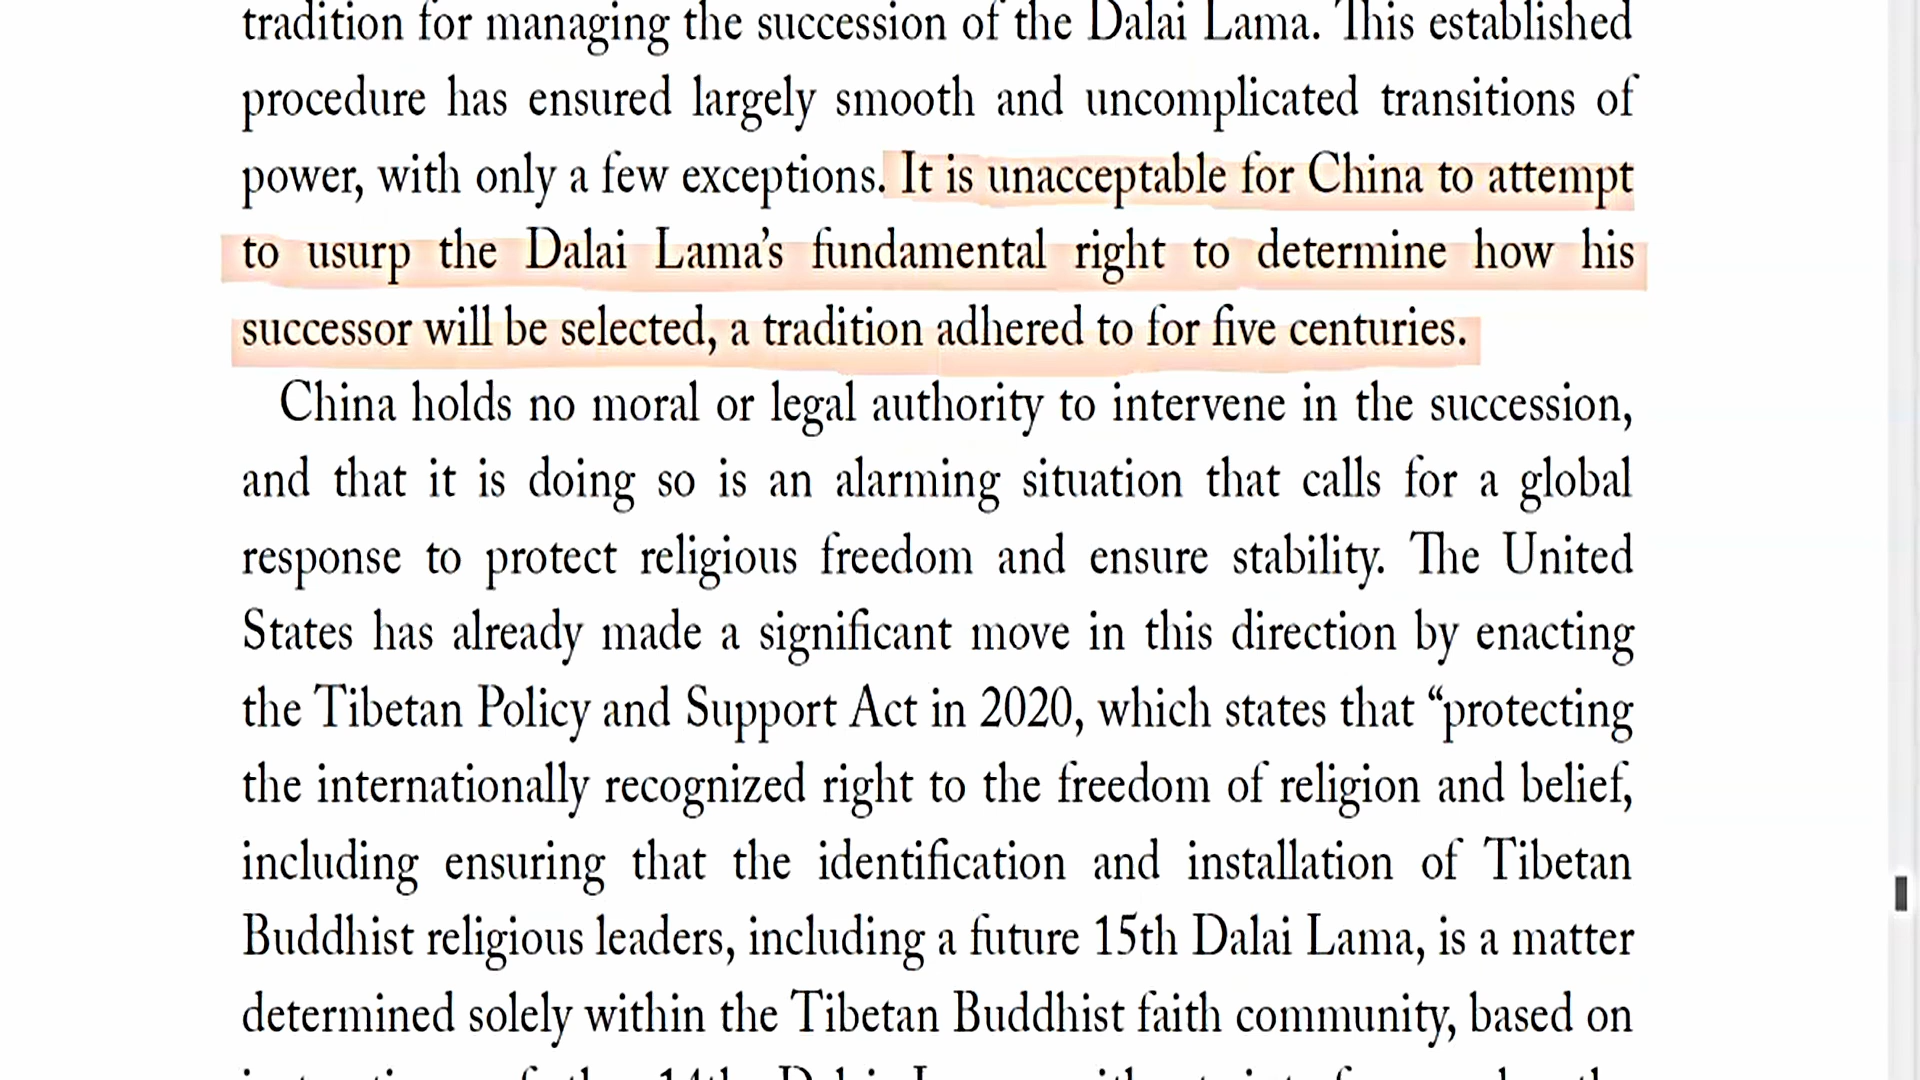 tradition for managing the succession of the Dalai Lama. This established
procedure has ensured largely smooth and uncomplicated transitions of
power, with only a few exceptions. It is unacceptable for China to attempt
to usurp the Dalai Lama’s fundamental right to determine how his
successor will be selected, a tradition adhered to for five centuries.
China holds no moral or legal authority to intervene in the succession,
and that it is doing so is an alarming situation that calls for a global
response to protect religious freedom and ensure stability. The United
States has already made a significant move in this direction by enacting
the Tibetan Policy and Support Act in 2020, which states that “protecting
the internationally recognized right to the freedom of religion and belief,
including ensuring that the identification and installation of Tibetan
Buddhist religious leaders, including a future 15th Dalai Lama, is a matter
determined solely within the Tibetan Buddhist faith community, based on